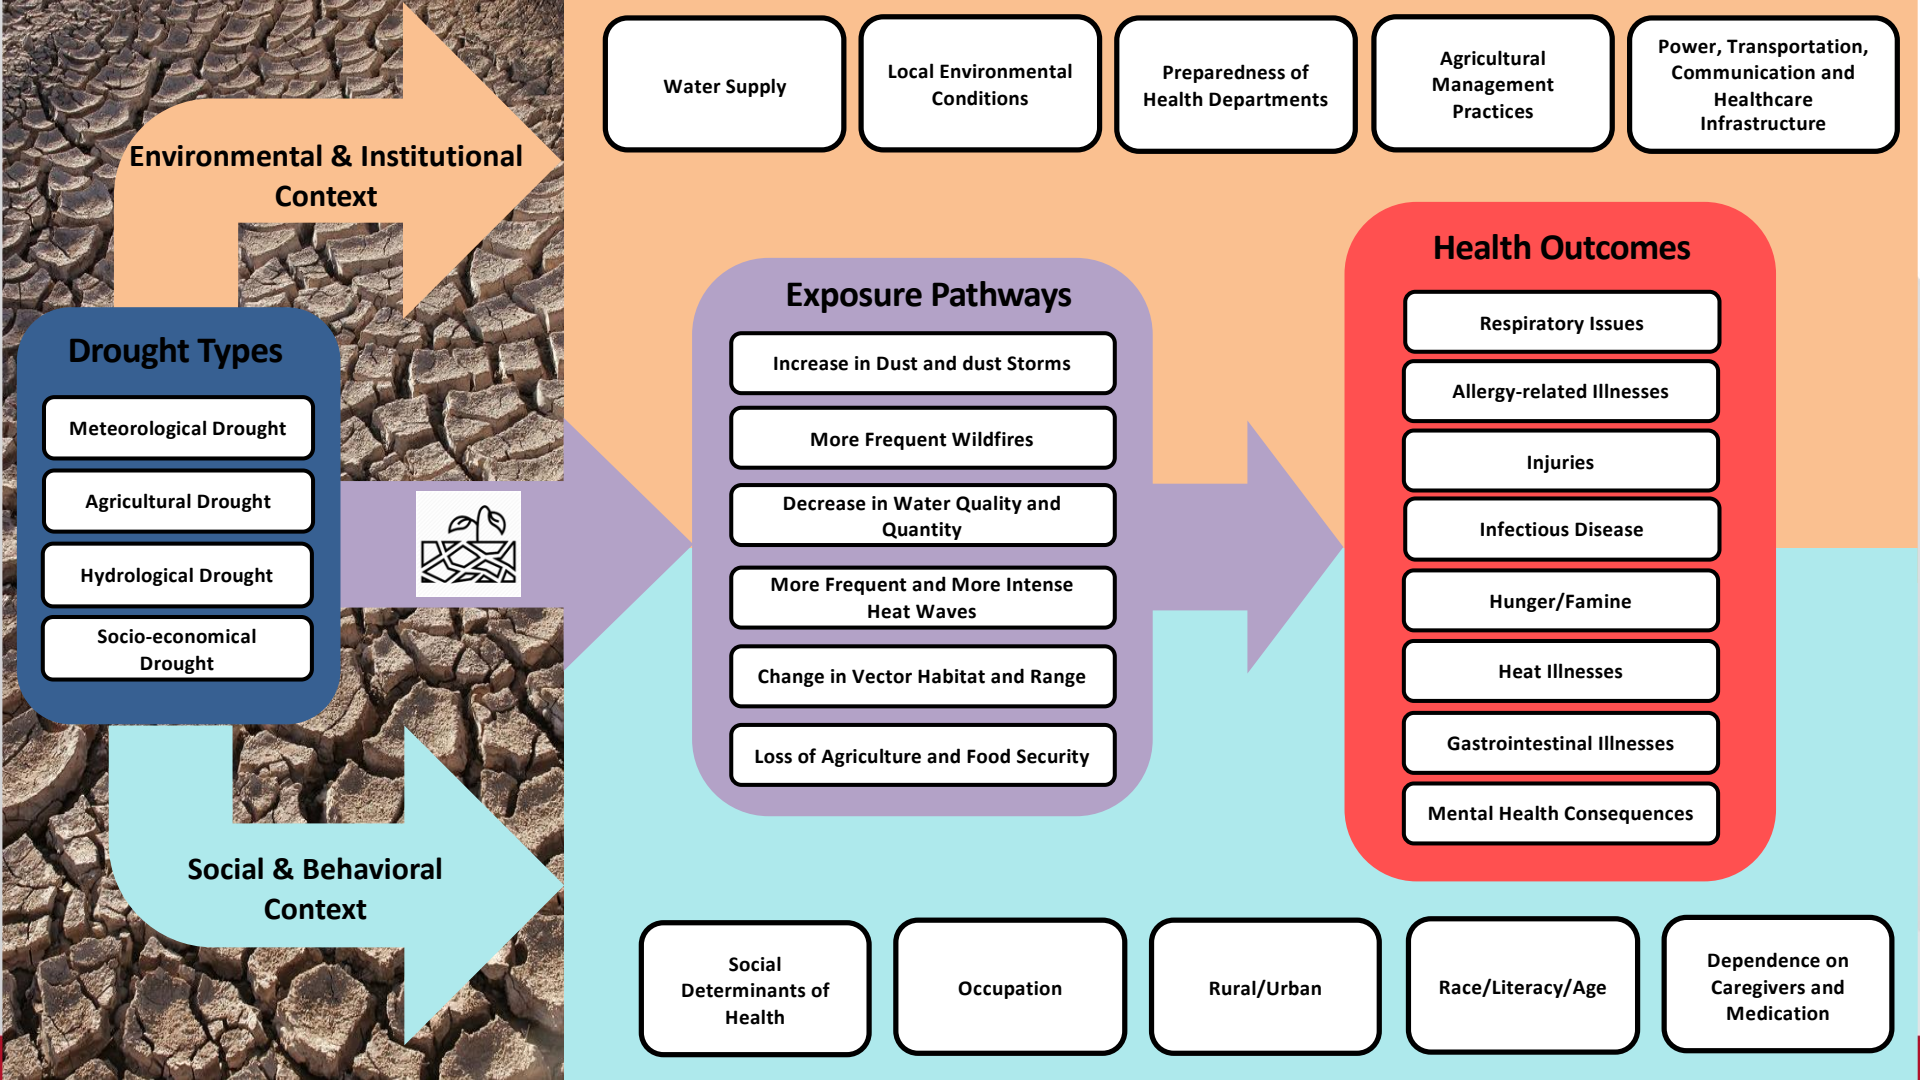 Water Supply
Local Environmental
Conditions
Preparedness of
Health Departments
Agricultural
Management
Practices
Power, Transportation,
Communication and
Healthcare
Infrastructure
Environmental & Institutional
Context
Drought Types
Meteorological Drought
Agricultural Drought
Hydrological Drought
Socio-economical
Drought
Exposure Pathways
Increase in Dust and dust Storms
More Frequent Wildfires
Decrease in Water Quality and
Quantity
More Frequent and More Intense
Heat Waves
Change in Vector Habitat and Range
Loss of Agriculture and Food Security
Health Outcomes
Respiratory Issues
Allergy-related Illnesses
Injuries
Infectious Disease
Hunger/Famine
Heat Illnesses
Gastrointestinal Illnesses
Mental Health Consequences
Social & Behavioral
Context
Social
Determinants of
Health
Occupation
Rural/Urban
Race/Literacy/Age
Dependence on
Caregivers and
Medication